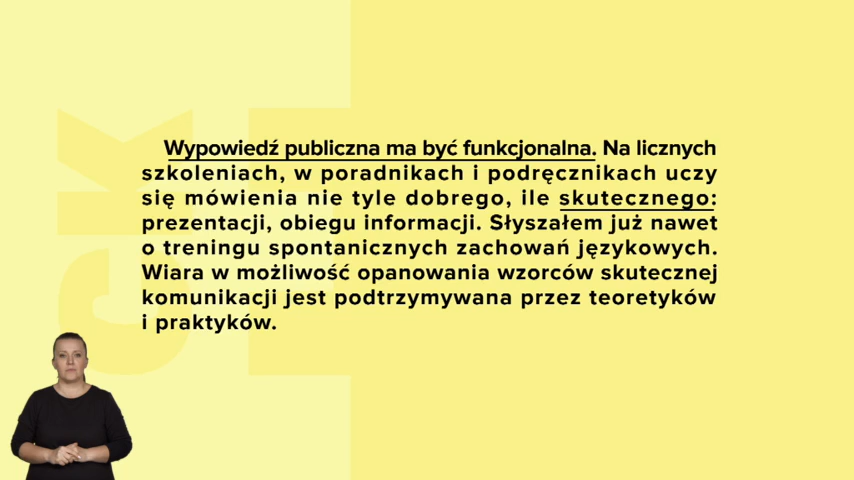 Wypowiedź publiczna ma być funkcjonalna. Na licznych
szkoleniach, w poradnikach i podręcznikach uczy
się mówienia nie tyle dobrego, ile skutecznego:
prezentacji, obiegu informacji. Słyszałem już nawet
o treningu spontanicznych zachowań językowych.
Wiara w możliwość opanowania wzorców skutecznej
komunikacji jest podtrzymywana przez teoretyków
i praktyków.